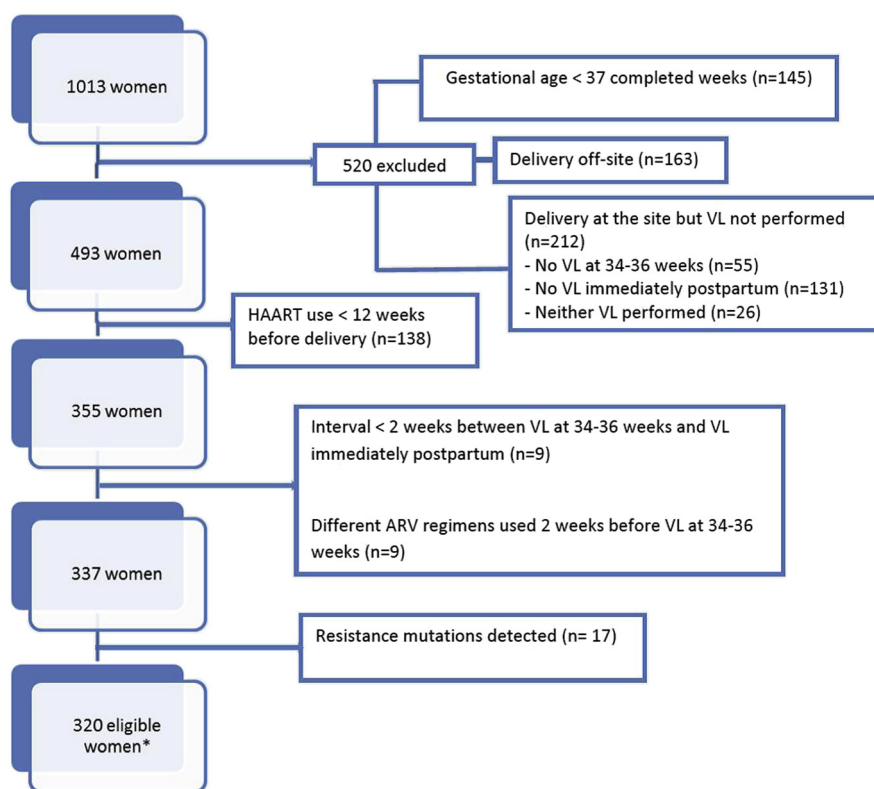 1013 women
Gestational age < 37 completed weeks (n=145)
520 excluded
Delivery off-site (n=163)
Delivery at the site but VL not performed
(n=212)
- No VL at 34-36 weeks (n=55)
- No VL immediately postpartum (n=131)
- Neither VL performed (n=26)
493 women
HAART use < 12 weeks
before delivery (n=138)
355 women
Interval < 2 weeks between VL at 34-36 weeks and VL
immediately postpartum (n=9)
Different ARV regimens used 2 weeks before VL at 34-36
weeks (n=9)
337 women
Resistance mutations detected (n= 17)
320 eligible
women*